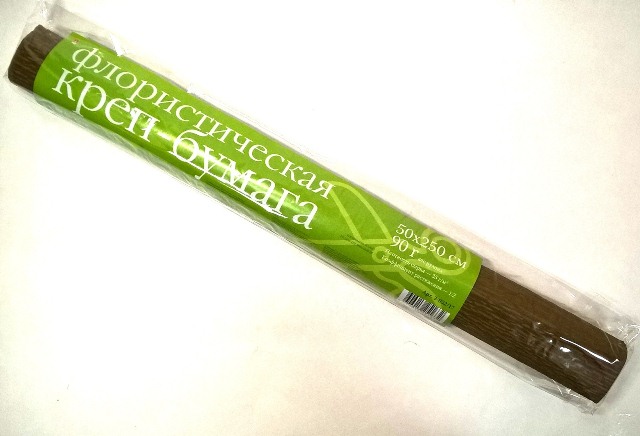 флористическая
креп бумага
50x250 см
90 г